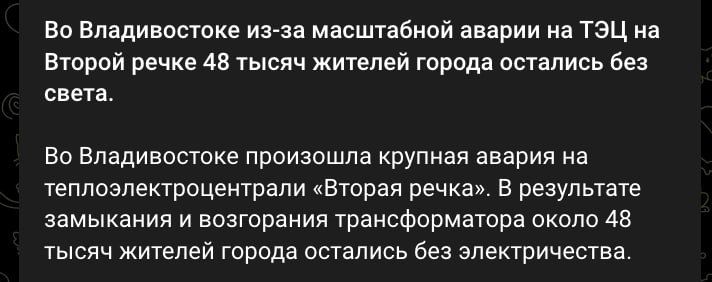 Во Владивостоке из-за масштабной аварии на ТЭЦ на
Второй речке 48 тысяч жителей города остались без
света.
Во Владивостоке произошла крупная авария на
теплоэлектроцентрали «Вторая речка». В результате
замыкания и возгорания трансформатора около 48
тысяч жителей города остались без электричества.